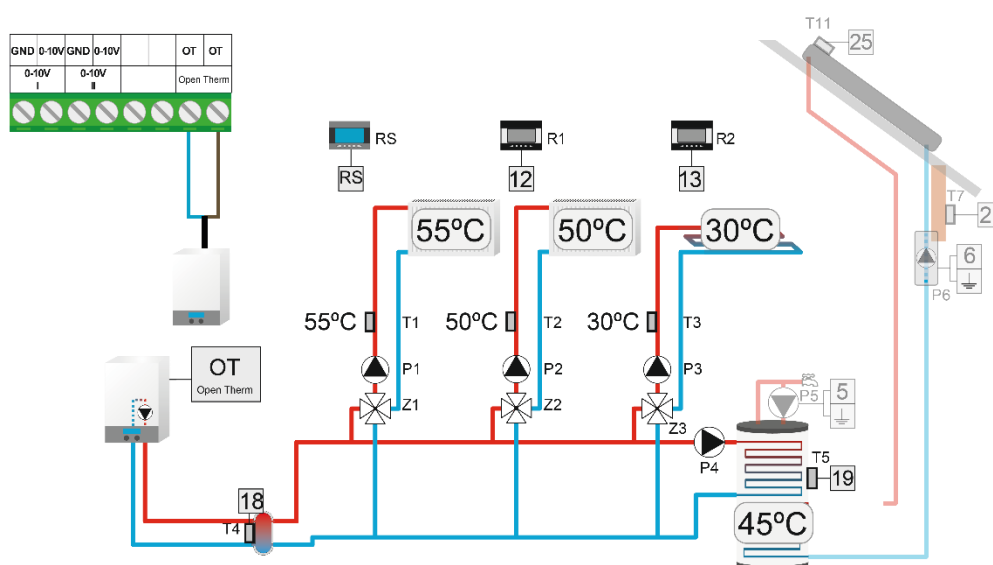 GND 0-10V GND 0-10V OT OT
0-10V 0-10V Open Therm
I II
T11 25
RS R1 R2
RS 12 13
T7 2
55ºC 50ºC 30ºC
6
P6
55ºC T1 50ºC T2 30ºC T3
OT
Open Therm
P1 P2 P3
P5 5
Z1 Z2 Z3
P4
T5 19
18
T4
45ºC